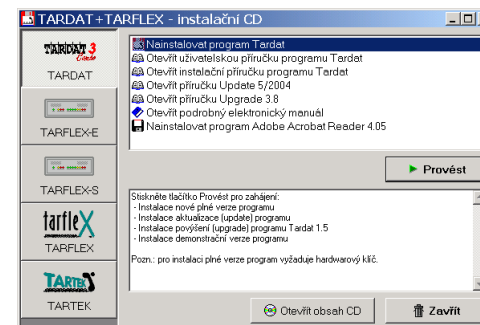 TARDAT+TARFLEX - instalační CD
TARDAT 3
TARDAT
TARFLEX-E
TARFLEX-S
tarfleX
TARFLEX
TARTEK
TARTEK
Nainstalovat program Tardat
Otevřít uživatelskou příručku programu Tardat
Otevřít instalační příručku programu Tardat
Otevřít příručku Update 5/2004
Otevřít příručku Upgrade 3.8
Otevřít podrobný elektronický manuál
Nainstalovat program Adobe Acrobat Reader 4.05
Provést
Stiskněte tlačítko Provést pro zahájení:
- Instalace nové plné verze programu
- Instalace aktualizace (update) programu
- Instalace povýšení (upgrade) programu Tardat 1.5
- Instalace demonstrační verze programu
Pozn.: pro instalaci plné verze program vyžaduje hardwarový klíč.
Otevřít obsah CD
Zavřít